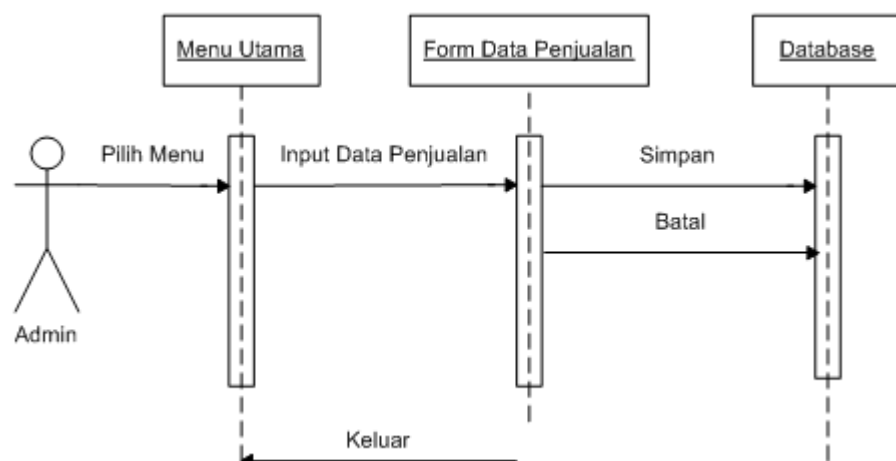 Menu Utama
Form Data Penjualan
Database
Pilih Menu
Input Data Penjualan
Simpan
Batal
Admin
Keluar